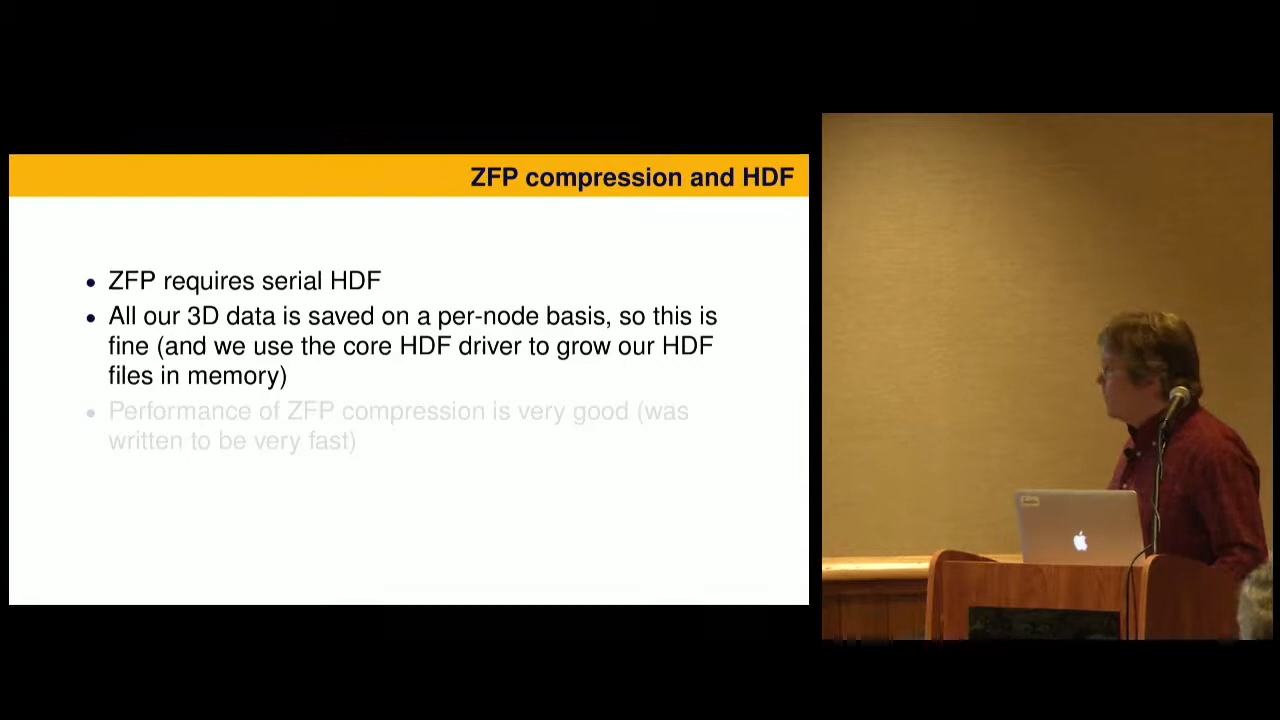 ZFP compression and HDF
• ZFP requires serial HDF
• All our 3D data is saved on a per-node basis, so this is
fine (and we use the core HDF driver to grow our HDF
files in memory)
• Performance of ZFP compression is very good (was
written to be very fast)